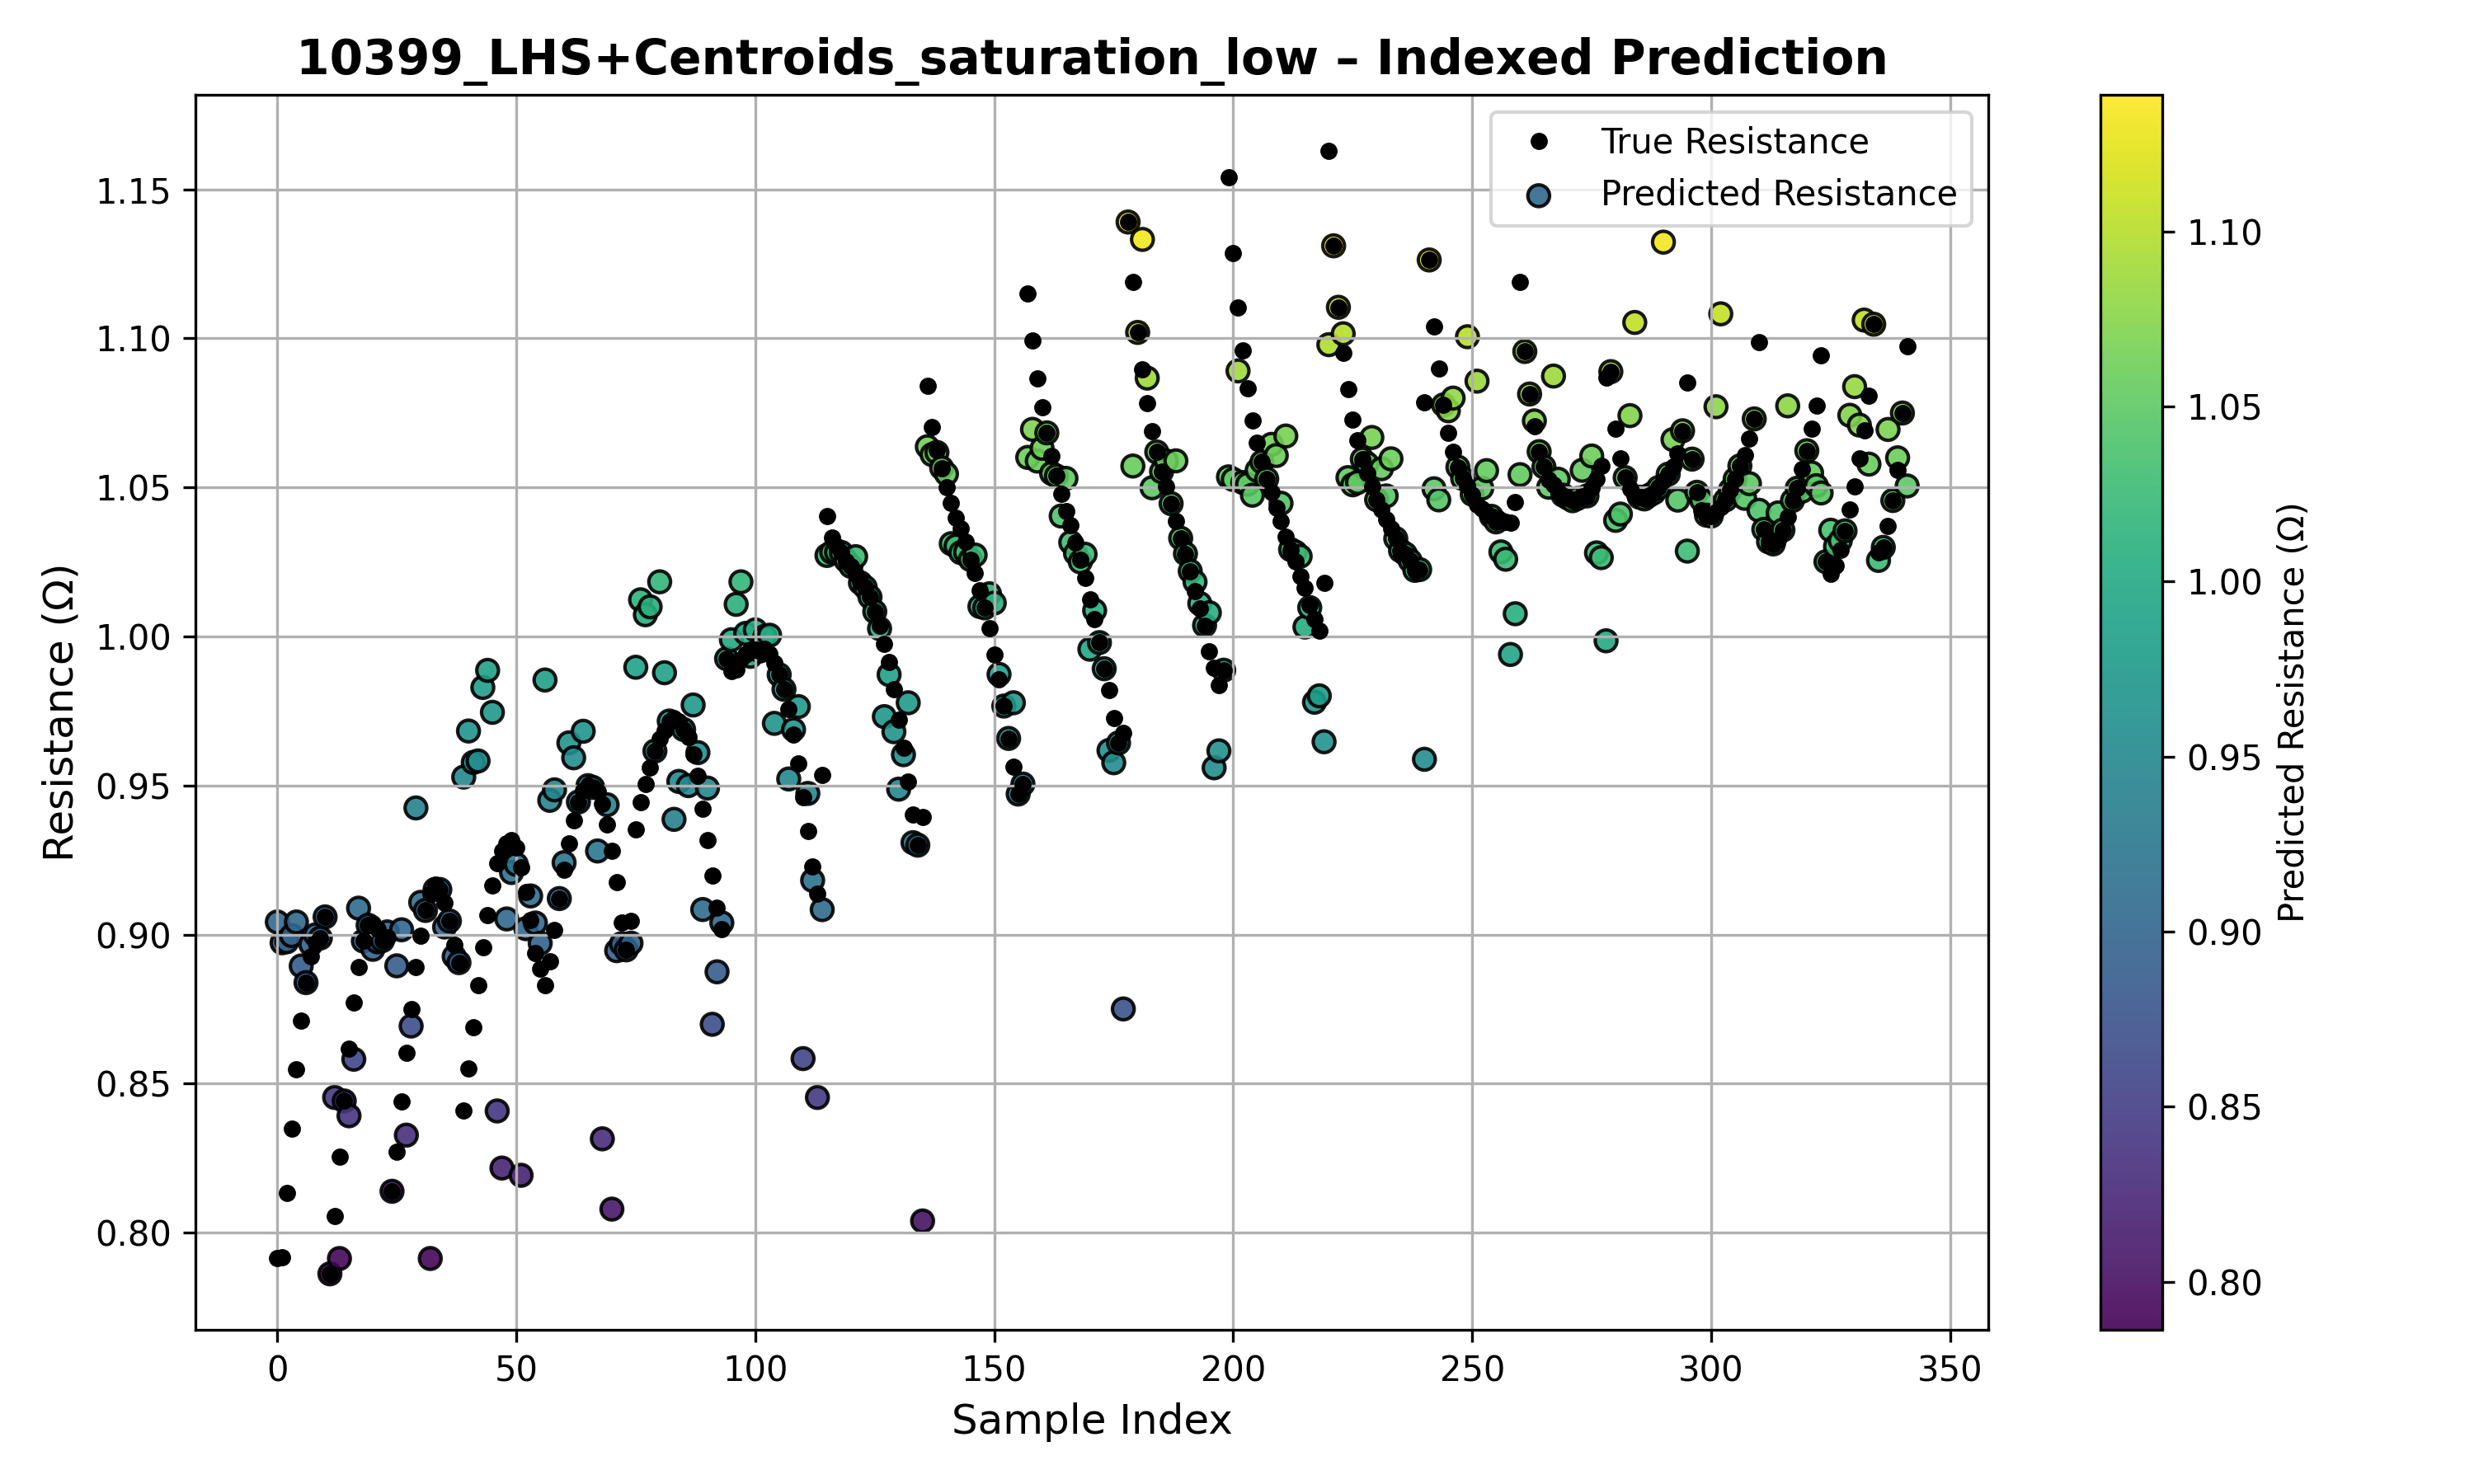 10399_LHS+Centroids_saturation_low – Indexed Prediction
True Resistance
Predicted Resistance
Resistance (Ω)
1.15
1.10
1.05
1.00
0.95
0.90
0.85
0.80
0 50 100 150 200 250 300 350
Sample Index
1.10
1.05
1.00
0.95
0.90
0.85
0.80
Predicted Resistance (Ω)